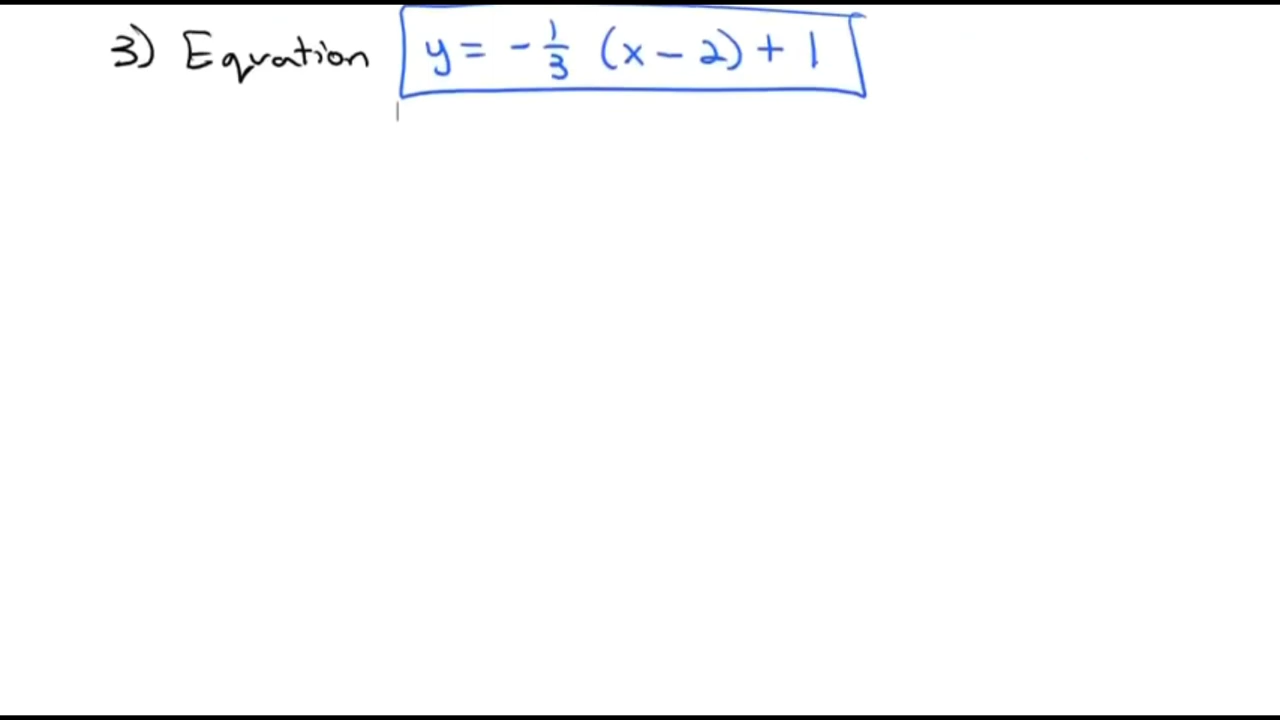 3) Equation y = - 1/3 (x - 2) + 1